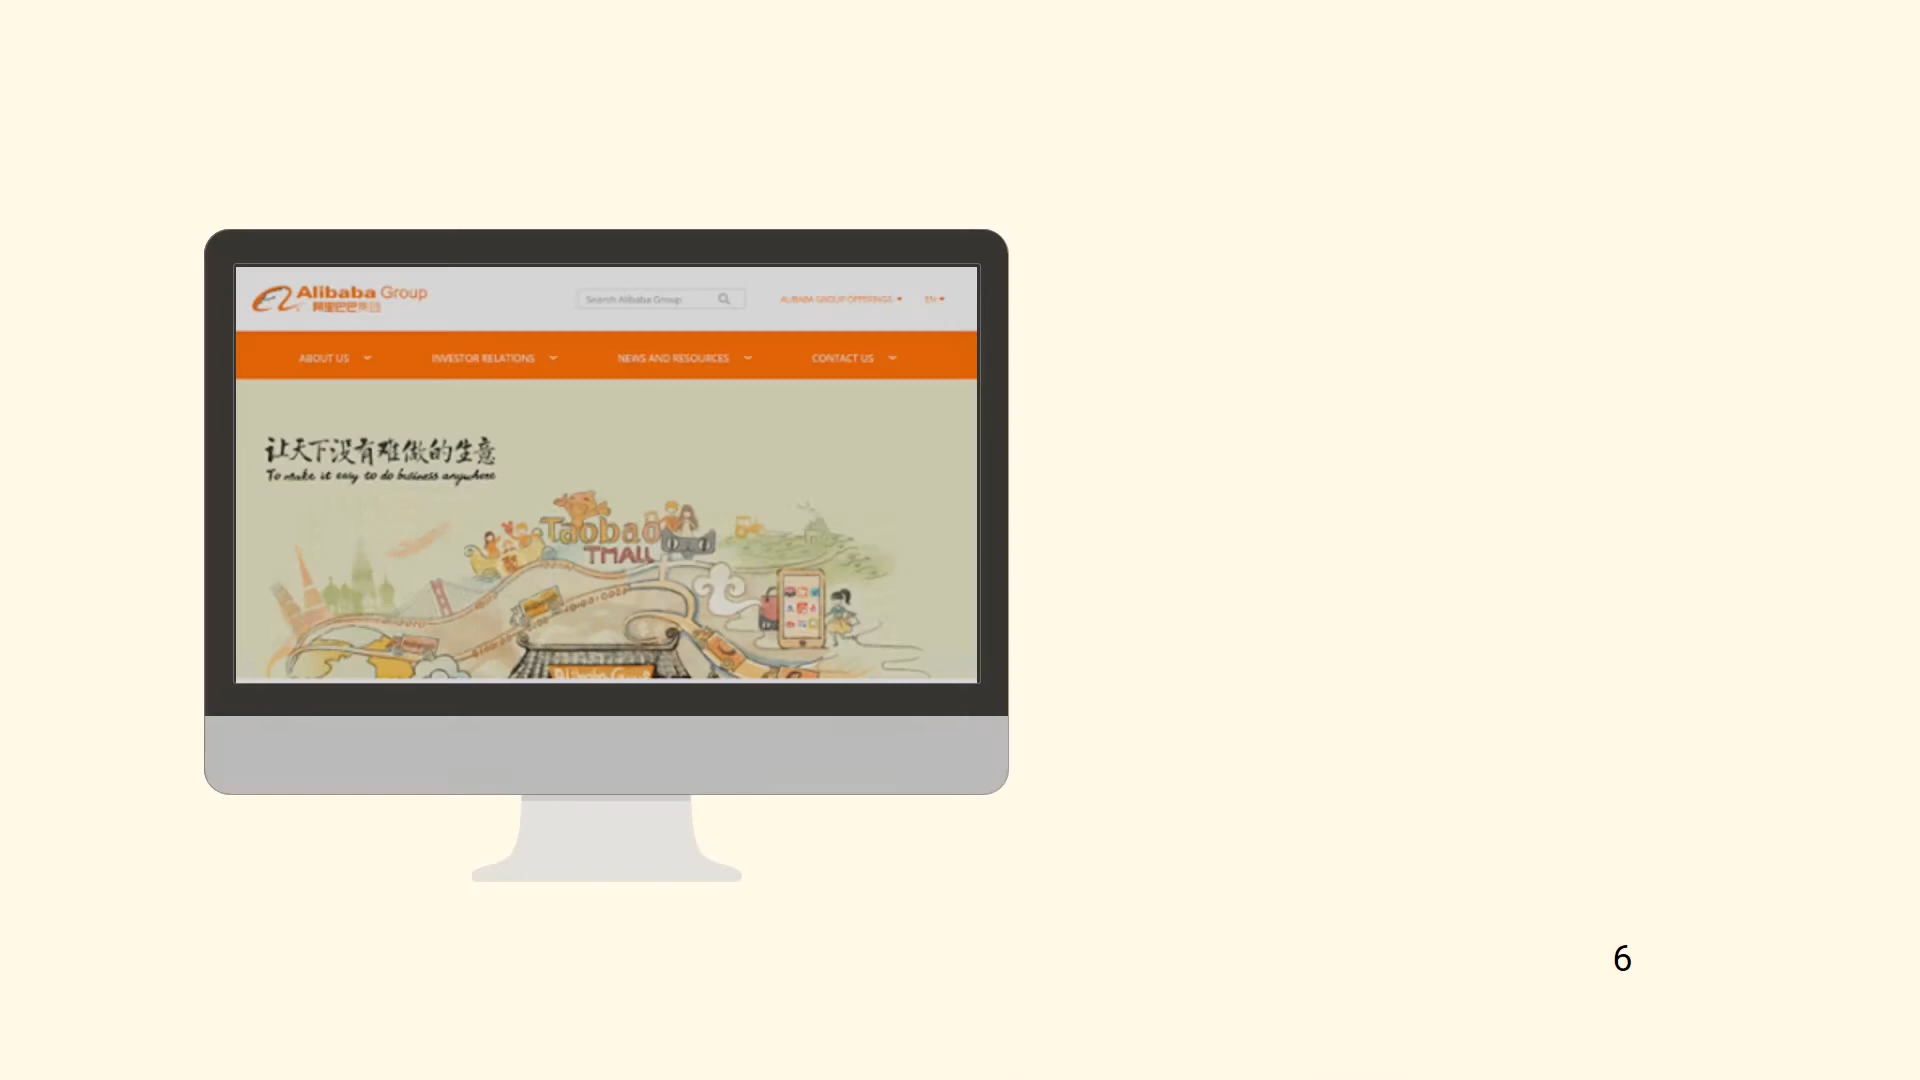 Alibaba Group
阿里巴巴集团
Search Alibaba Group
ALIBABA GROUP OFFERINGS
EN
ABOUT US
INVESTOR RELATIONS
NEWS AND RESOURCES
CONTACT US
让天下没有难做的生意
To make it easy to do business anywhere
Taobao
TMALL
Alibaba Group
6